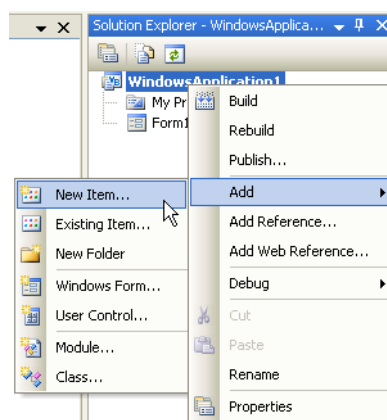 Solution Explorer - WindowsApplica...
WindowsApplication1
My Pr
Form1
Build
Rebuild
Publish...
Add
Add Reference...
Add Web Reference...
Debug
Cut
Paste
Rename
Properties
New Item...
Existing Item...
New Folder
Windows Form...
User Control...
Module...
Class...